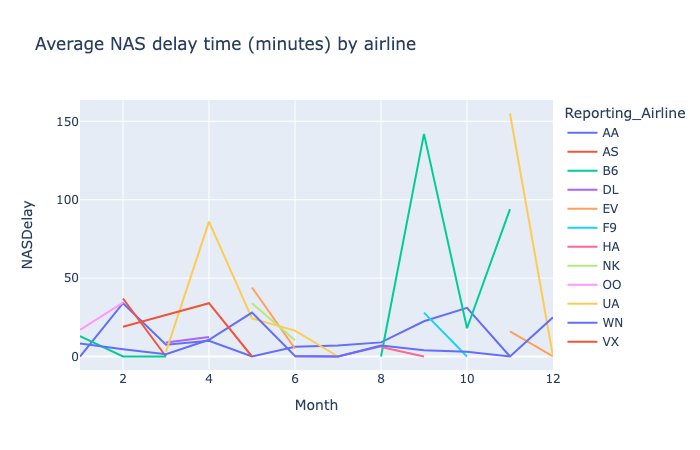 Average NAS delay time (minutes) by airline
Reporting_Airline
AA
AS
B6
DL
EV
F9
HA
NK
OO
UA
WN
VX
NASDelay
150
100
50
0
2
4
6
8
10
12
Month